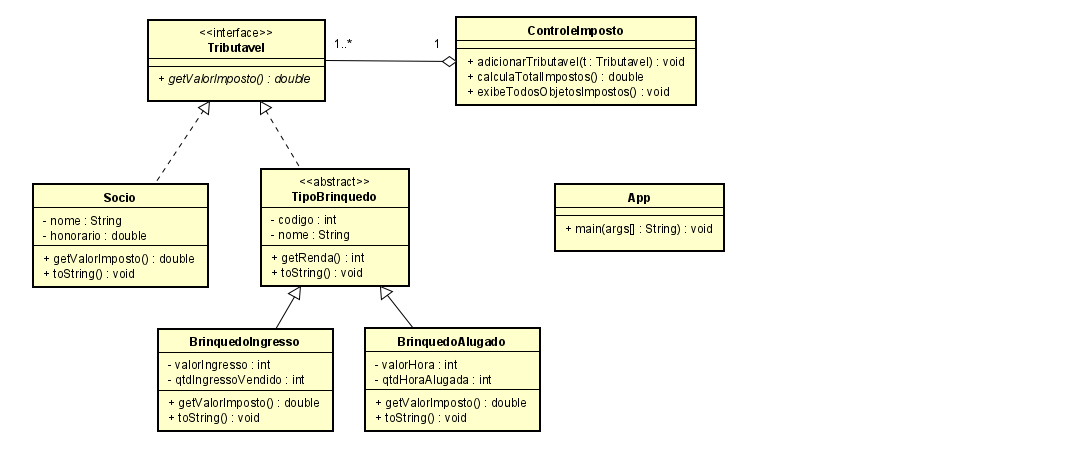 <<interface>>
Tributavel
+ getValorImposto() : double
1..*
1
ControleImposto
+ adicionarTributavel(t : Tributavel) : void
+ calculaTotalImpostos() : double
+ exibeTodosObjetosImpostos() : void
Socio
- nome : String
- honorario : double
+ getValorImposto() : double
+ toString() : void
<<abstract>>
TipoBrinquedo
- codigo : int
- nome : String
+ getRenda() : int
+ toString() : void
App
+ main(args[] : String) : void
BrinquedoIngresso
- valorIngresso : int
- qtdIngressoVendido : int
+ getValorImposto() : double
+ toString() : void
BrinquedoAlugado
- valorHora : int
- qtdHoraAlugada : int
+ getValorImposto() : double
+ toString() : void